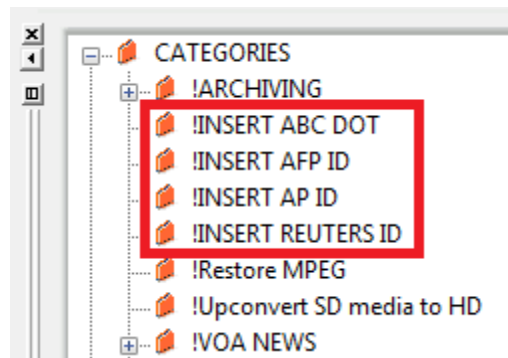 CATEGORIES
!ARCHIVING
!INSERT ABC DOT
!INSERT AFP ID
!INSERT AP ID
!INSERT REUTERS ID
!Restore MPEG
!Upconvert SD media to HD
!VOA NEWS